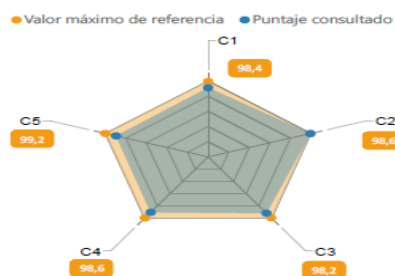 Valor máximo de referencia Puntaje consultado
C1
98,4
C5
99,2
C2
98,6
C4
98,6
C3
98,2